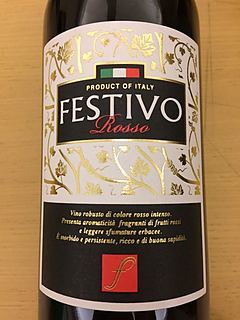 PRODUCT OF ITALY
FESTIVO
Rosso
Vino robusto di colore rosso intenso.
Presenta aromaticità fragranti di frutti rossi
e leggere sfumature erbacee.
È morbido e persistente, ricco e di buona sapidità.
f